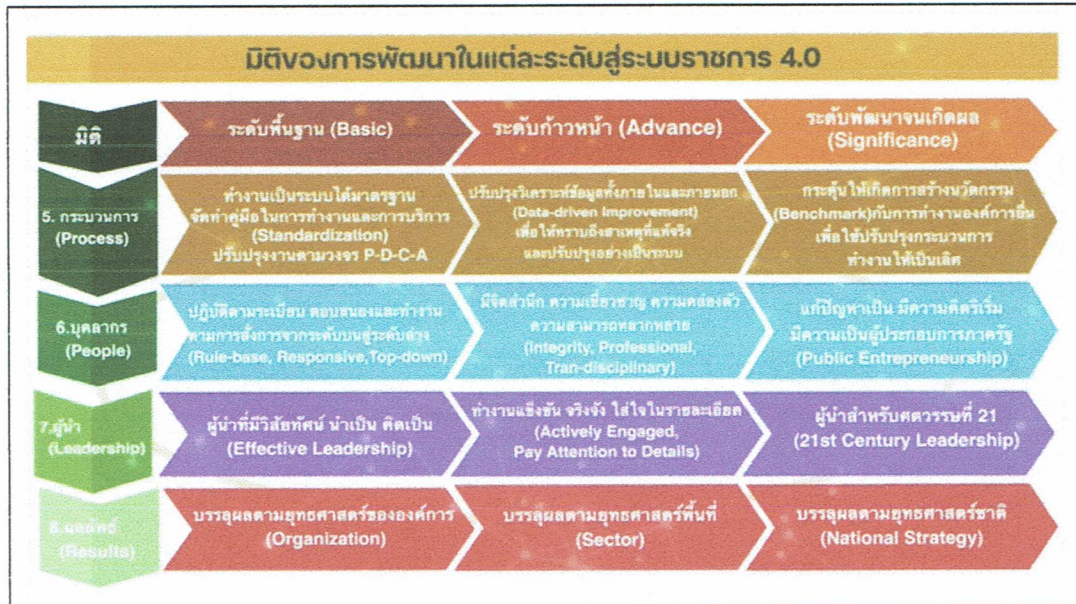 มิติของการพัฒนาในแต่ละระดับสู่ระบบราชการ 4.0
มิติ
ระดับพื้นฐาน (Basic)
ระดับก้าวหน้า (Advance)
ระดับพัฒนาจนเกิดผล
(Significance)
5. กระบวนการ
(Process)
ทำงานเป็นระบบได้มาตรฐาน
จัดทำคู่มือในการทำงานและการบริการ
(Standardization)
ปรับปรุงงานตามวงจร P-D-C-A
ปรับปรุงวิเคราะห์ข้อมูลทั้งภายในและภายนอก
(Data-driven Improvement)
เพื่อให้ทราบถึงสาเหตุที่แท้จริง
และปรับปรุงอย่างเป็นระบบ
กระตุ้นให้เกิดการสร้างนวัตกรรม
(Benchmark)กับการทำงานองค์การอื่น
เพื่อใช้ปรับปรุงกระบวนการ
ทำงานให้เป็นเลิศ
6.บุคลากร
(People)
ปฏิบัติตามระเบียบ ตอบสนองและทำงาน
ตามการสั่งการจากระดับบนสู่ระดับล่าง
(Rule-base, Responsive,Top-down)
มีจิตสำนึก ความเชี่ยวชาญ ความคล่องตัว
ความสามารถหลากหลาย
(Integrity, Professional,
Tran-disciplinary)
แก้ปัญหาเป็น มีความคิดริเริ่ม
มีความเป็นผู้ประกอบการภาครัฐ
(Public Entrepreneurship)
7.ผู้นำ
(Leadership)
ผู้นำที่มีวิสัยทัศน์ นำเป็น คิดเป็น
(Effective Leadership)
ทำงานแข็งขัน จริงจัง ใส่ใจในรายละเอียด
(Actively Engaged,
Pay Attention to Details)
ผู้นำสำหรับศตวรรษที่ 21
(21st Century Leadership)
8.ผลลัพธ์
(Results)
บรรลุผลตามยุทธศาสตร์ขององค์การ
(Organization)
บรรลุผลตามยุทธศาสตร์พื้นที่
(Sector)
บรรลุผลตามยุทธศาสตร์ชาติ
(National Strategy)